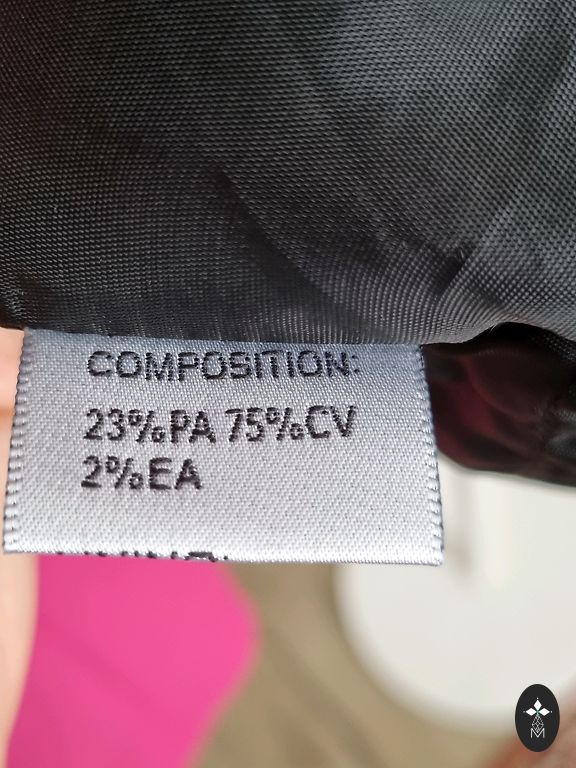 COMPOSITION:
23%PA 75%CV
2%EA
M